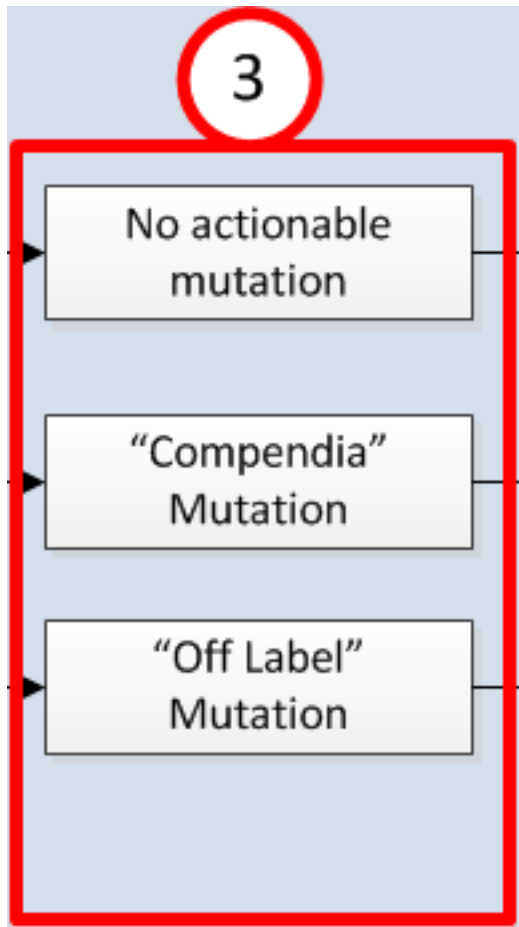 3
No actionable
mutation
“Compendia”
Mutation
“Off Label”
Mutation